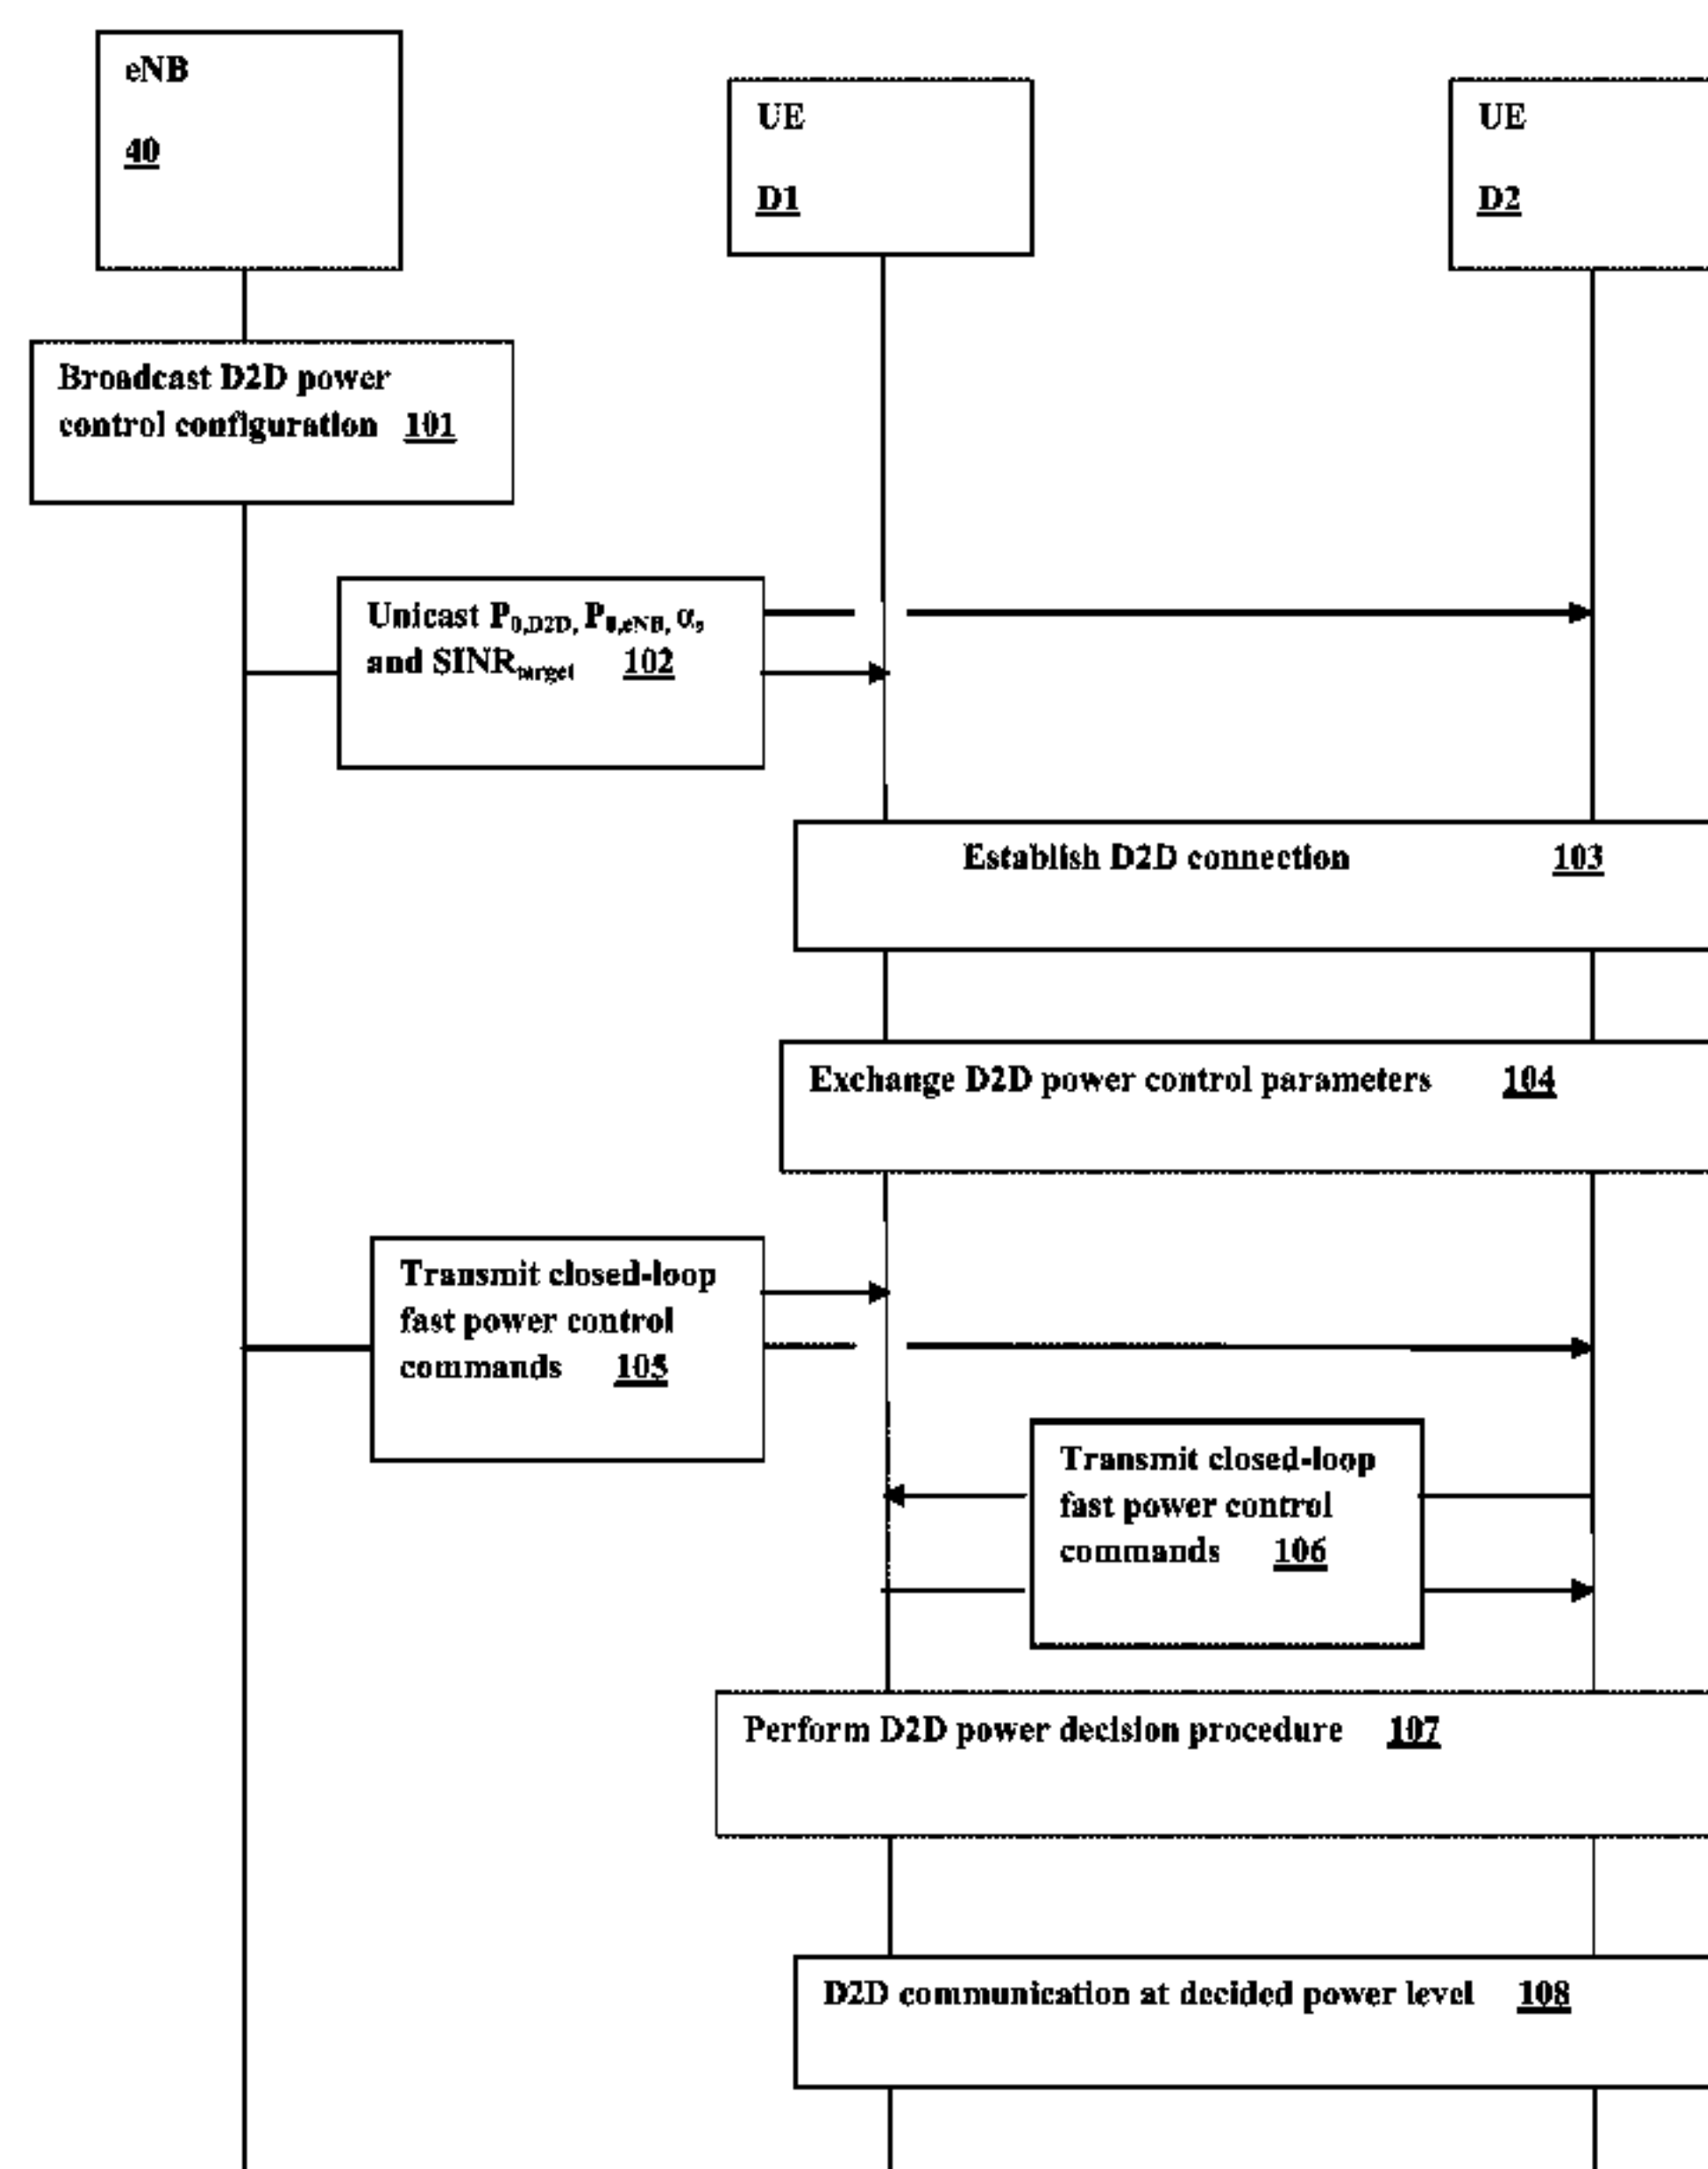 eNB
40
UE
D1
UE
D2
Broadcast D2D power
control configuration 101
Unicast P0,D2D, P0,eNB, α,
and SINRtarget 102
Establish D2D connection 103
Exchange D2D power control parameters 104
Transmit closed-loop
fast power control
commands 105
Transmit closed-loop
fast power control
commands 106
Perform D2D power decision procedure 107
D2D communication at decided power level 108